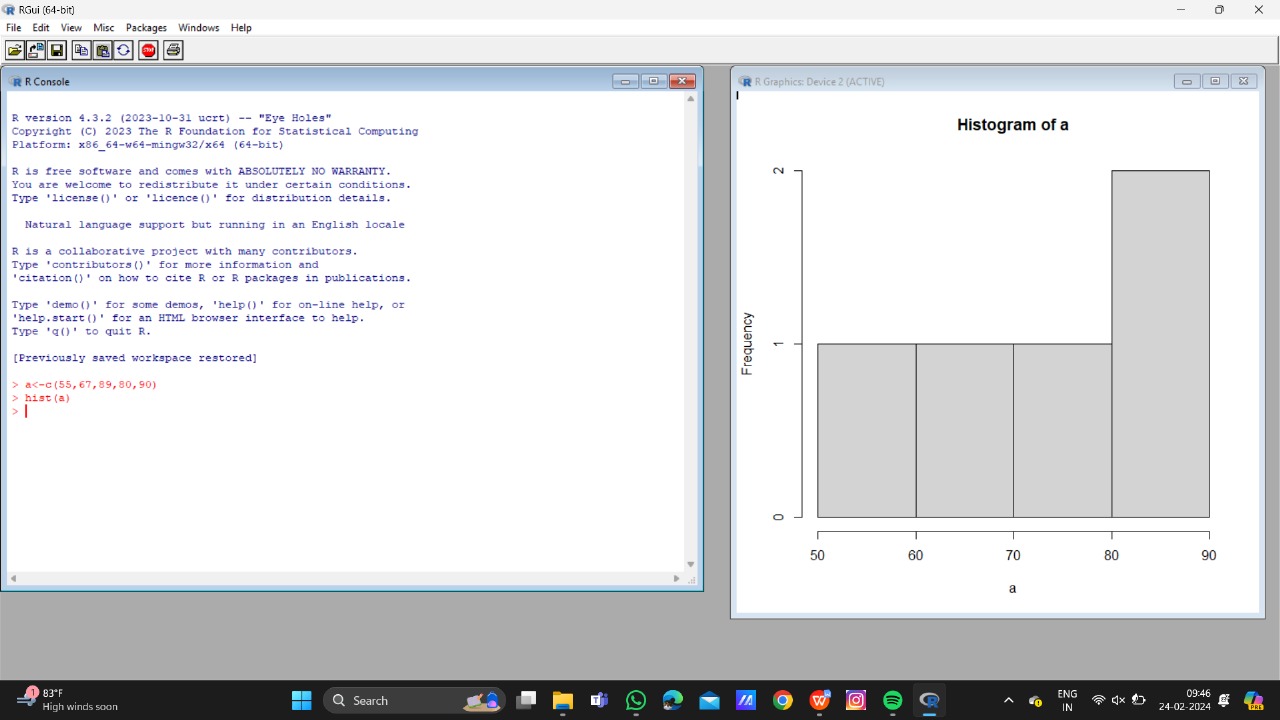 RGui (64-bit)
File Edit View Misc Packages Windows Help
STOP
R Console
R version 4.3.2 (2023-10-31 ucrt) -- "Eye Holes"
Copyright (C) 2023 The R Foundation for Statistical Computing
Platform: x86_64-w64-mingw32/x64 (64-bit)
R is free software and comes with ABSOLUTELY NO WARRANTY.
You are welcome to redistribute it under certain conditions.
Type 'license()' or 'licence()' for distribution details.
Natural language support but running in an English locale
R is a collaborative project with many contributors.
Type 'contributors()' for more information and
'citation()' on how to cite R or R packages in publications.
Type 'demo()' for some demos, 'help()' for on-line help, or
'help.start()' for an HTML browser interface to help.
Type 'q()' to quit R.
[Previously saved workspace restored]
> a<-c(55,67,89,80,90)
> hist(a)
>
R Graphics: Device 2 (ACTIVE)
Histogram of a
Frequency
2
1
0
50 60 70 80 90
a
1
83°F
High winds soon
Search
ENG
IN
09:46
24-02-2024
PRE